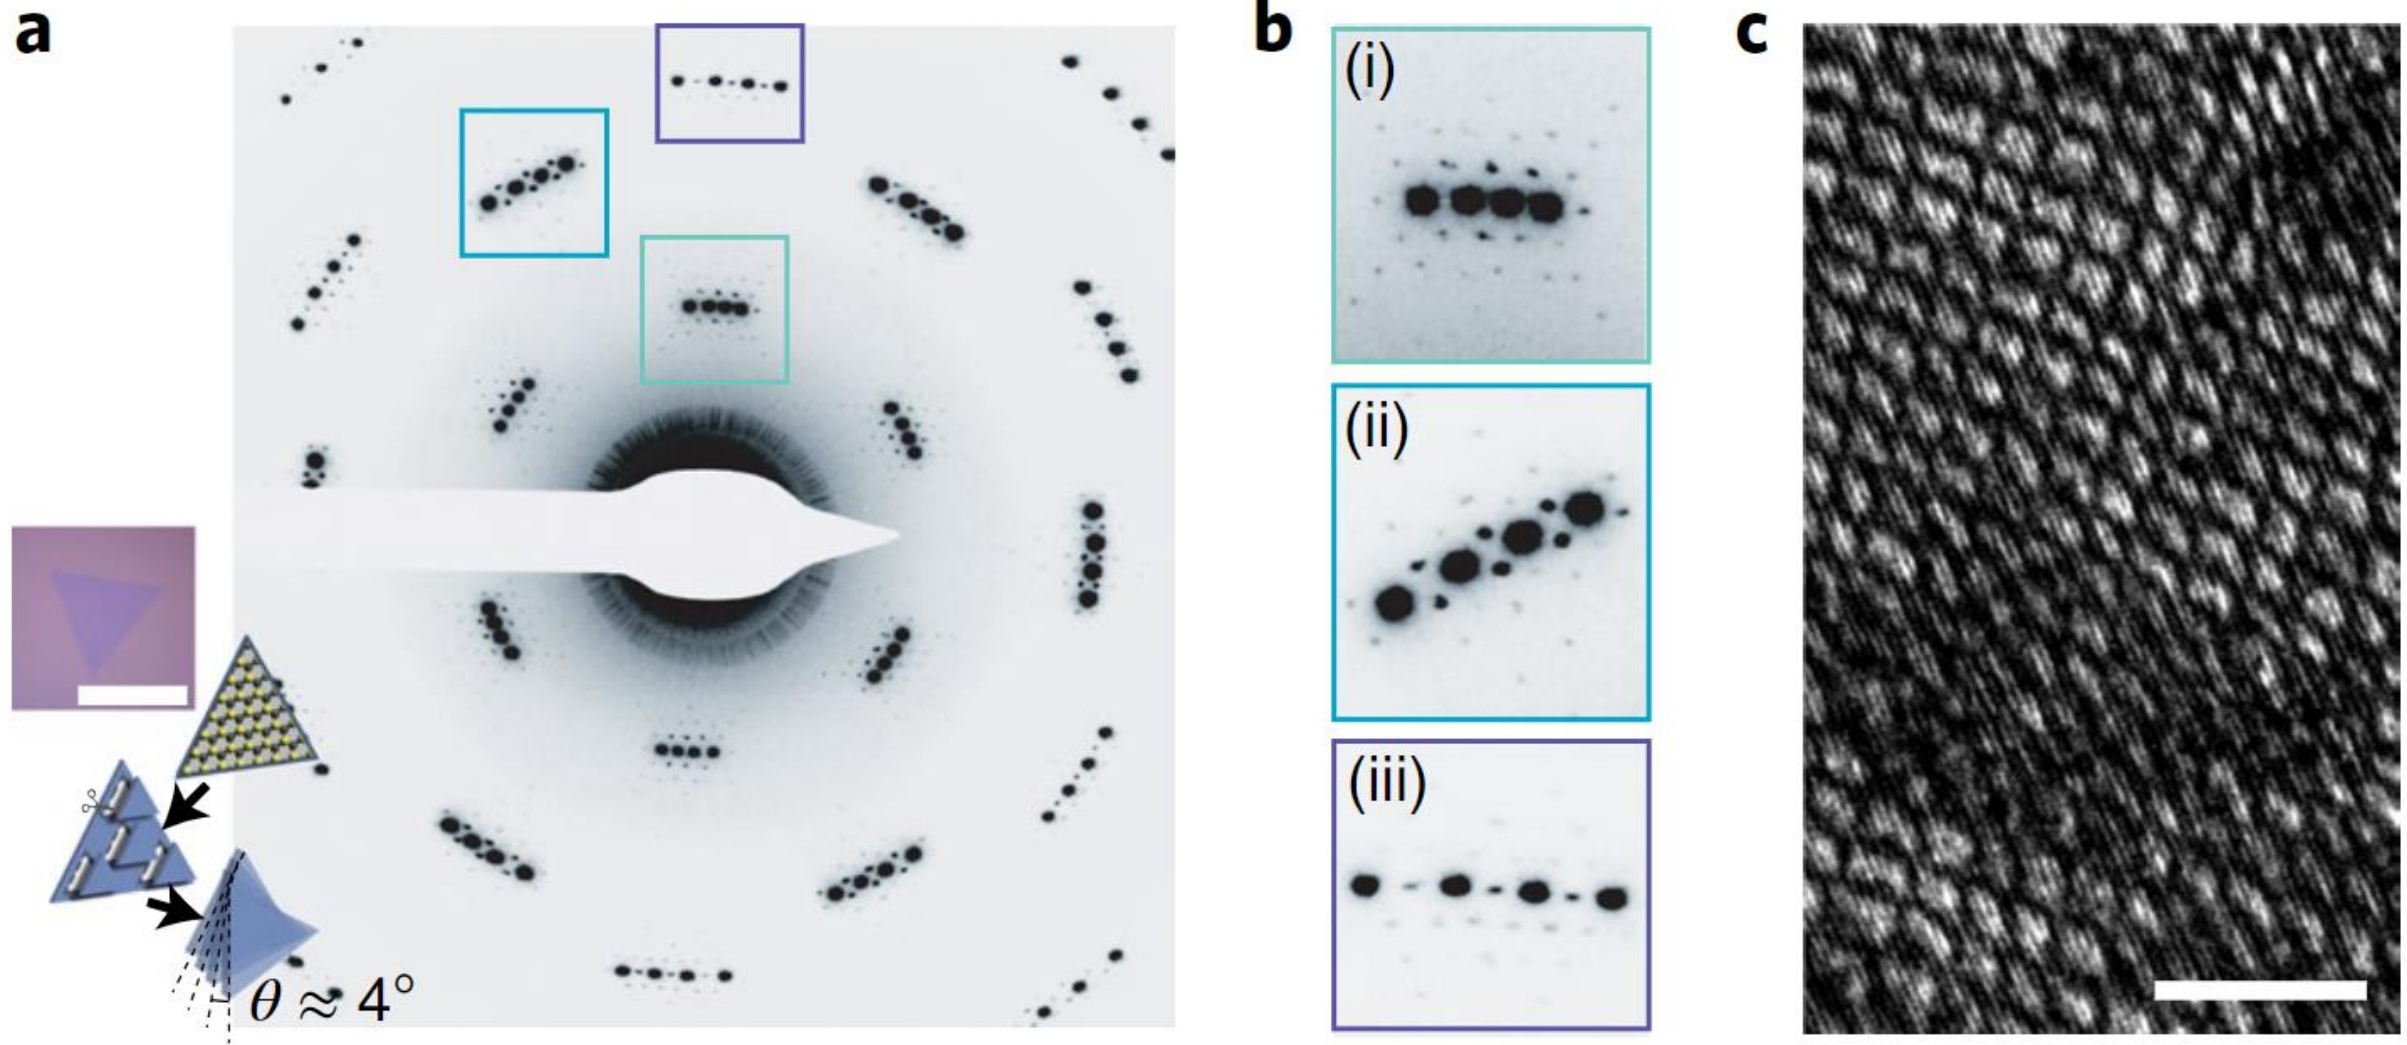 a
b
c
(i)
(ii)
(iii)
θ ≈ 4°